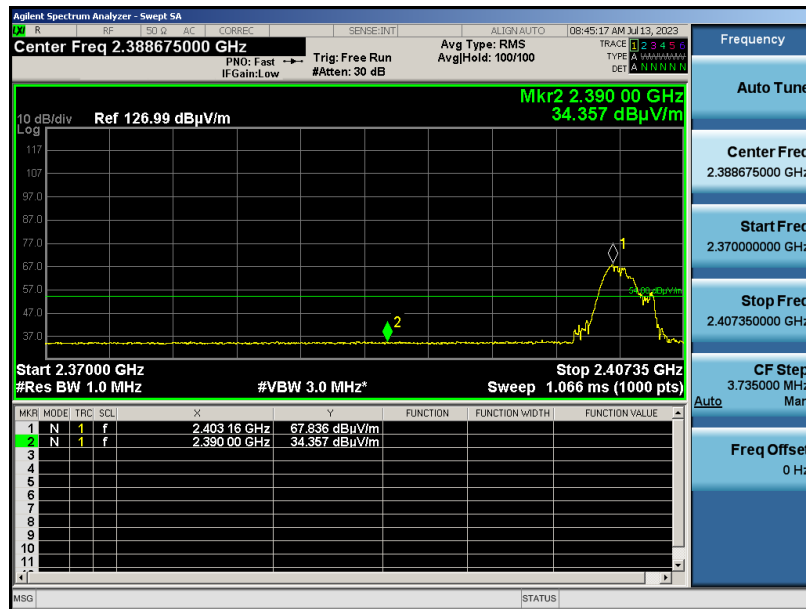 Agilent Spectrum Analyzer - Swept SA
LXI R RF 50 Ω AC CORREC SENSE:INT ALIGN AUTO 08:45:17 AM Jul 13, 2023
Center Freq 2.388675000 GHz
PNO: Fast
IFGain:Low
Trig: Free Run
#Atten: 30 dB
Avg Type: RMS
Avg|Hold: 100/100
TRACE 1 2 3 4 5 6
TYPE A WWWWW
DET A N N N N N
Mkr2 2.390 00 GHz
34.357 dBµV/m
10 dB/div Ref 126.99 dBµV/m
Log
117
107
97.0
87.0
77.0
67.0
57.0
47.0
37.0
1
2
54.00 dBµV/m
Start 2.37000 GHz Stop 2.40735 GHz
#Res BW 1.0 MHz #VBW 3.0 MHz* Sweep 1.066 ms (1000 pts)
MKR MODE TRC SCL X Y FUNCTION FUNCTION WIDTH FUNCTION VALUE
1 N 1 f 2.403 16 GHz 67.836 dBµV/m
2 N 1 f 2.390 00 GHz 34.357 dBµV/m
3
4
5
6
7
8
9
10
11
MSG STATUS
Frequency
Auto Tune
Center Freq
2.388675000 GHz
Start Freq
2.370000000 GHz
Stop Freq
2.407350000 GHz
CF Step
3.735000 MHz
Auto Man
Freq Offset
0 Hz